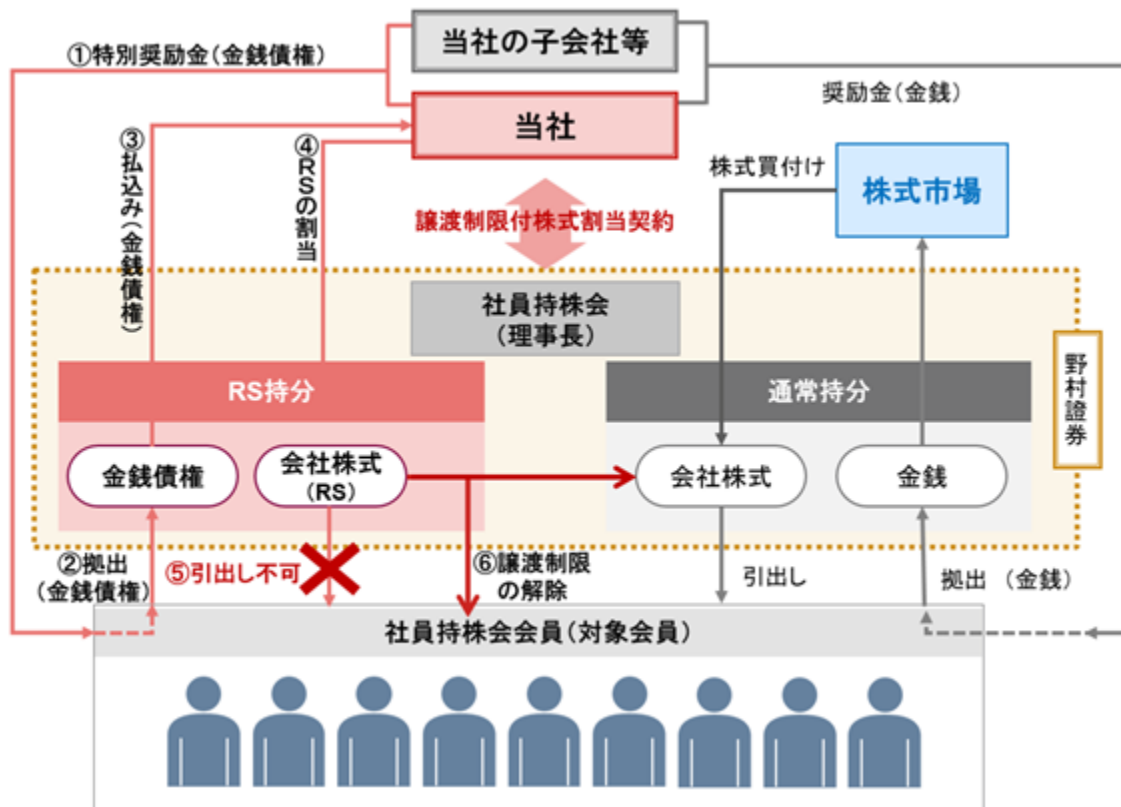 当社の子会社等
①特別奨励金(金銭債権)
奨励金(金銭)
当社
③払込み(金銭債権)
④RSの割当
株式買付け
株式市場
譲渡制限付株式割当契約
社員持株会
(理事長)
野村證券
RS持分
通常持分
金銭債権
会社株式
(RS)
会社株式
金銭
②拠出
(金銭債権)
⑤引出し不可
⑥譲渡制限
の解除
引出し
拠出 (金銭)
社員持株会会員(対象会員)